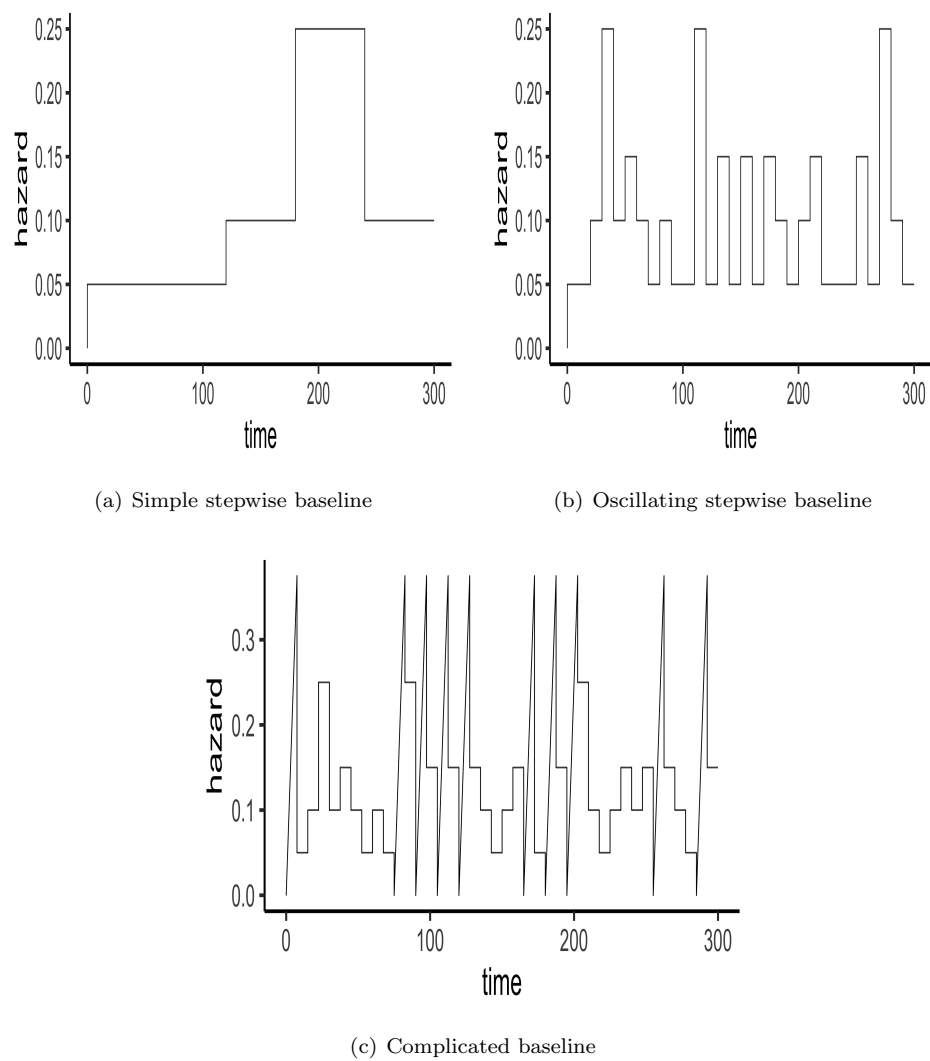 hazard
0.25
0.20
0.15
0.10
0.05
0.00
0 100 200 300
time
(a) Simple stepwise baseline
hazard
0.25
0.20
0.15
0.10
0.05
0.00
0 100 200 300
time
(b) Oscillating stepwise baseline
hazard
0.3
0.2
0.1
0.0
0 100 200 300
time
(c) Complicated baseline